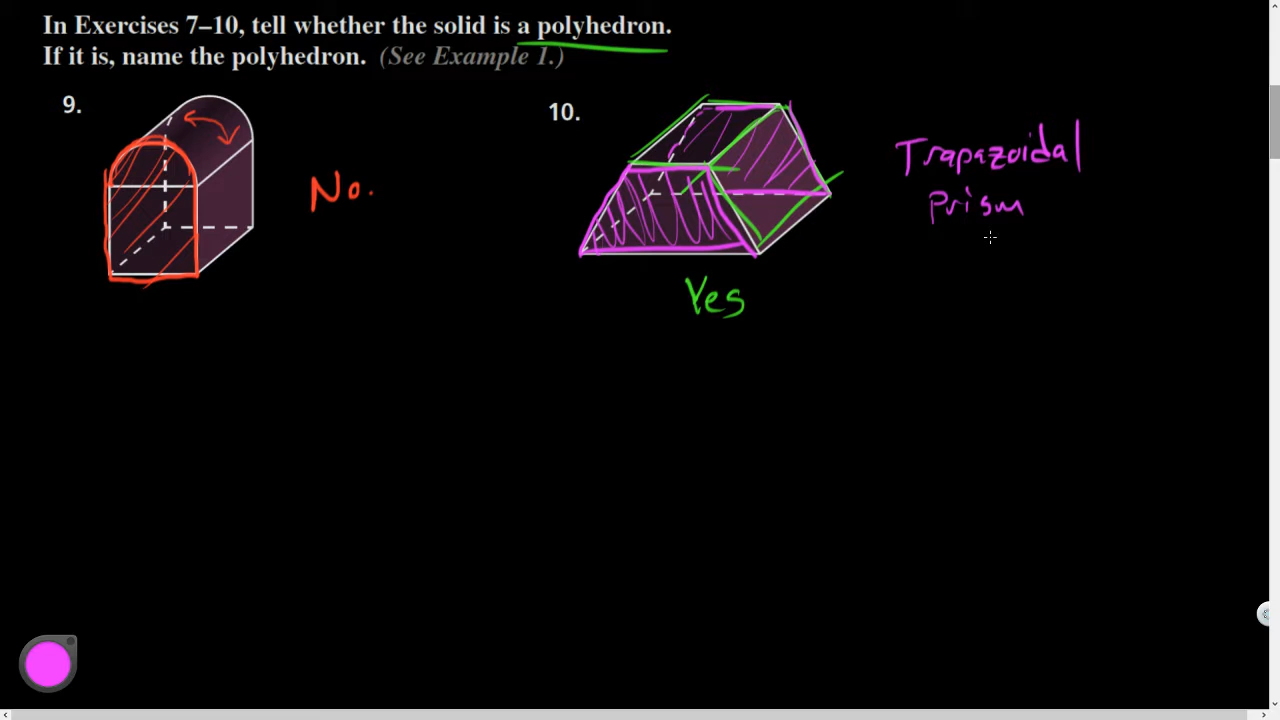 In Exercises 7–10, tell whether the solid is a polyhedron.
If it is, name the polyhedron. (See Example 1.)
9.
10.
No.
Trapazoidal
Prism
Yes